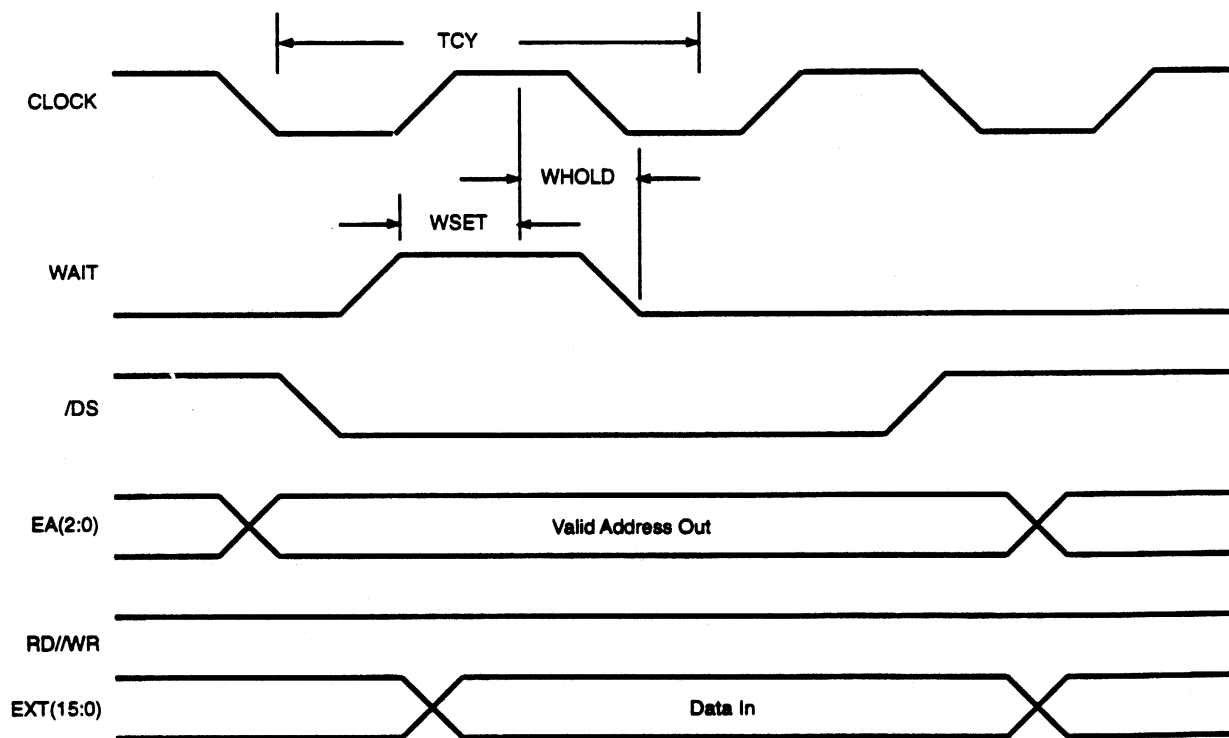 TCY
CLOCK
WHOLD
WSET
WAIT
/DS
EA(2:0)
Valid Address Out
RD//WR
EXT(15:0)
Data In